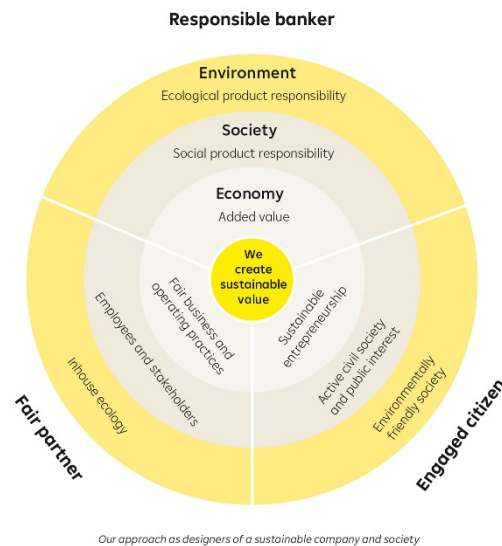 Responsible banker
Environment
Ecological product responsibility
Society
Social product responsibility
Economy
Added value
We
create
sustainable
value
Fair business and
operating practices
Employees and stakeholders
Inhouse ecology
Fair partner
Sustainable
entrepreneurship
Active civil society
and public interest
Environmentally
friendly society
Engaged citizen
Our approach as designers of a sustainable company and society